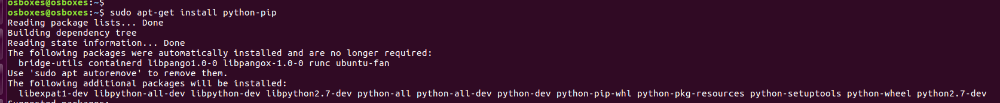 osboxes@osboxes:~$
osboxes@osboxes:~$ sudo apt-get install python-pip
Reading package lists... Done
Building dependency tree
Reading state information... Done
The following packages were automatically installed and are no longer required:
  bridge-utils containerd libpango1.0-0 libpangox-1.0-0 runc ubuntu-fan
Use 'sudo apt autoremove' to remove them.
The following additional packages will be installed:
  libexpat1-dev libpython-all-dev libpython-dev libpython2.7-dev python-all python-all-dev python-dev python-pip-whl python-pkg-resources python-setuptools python-wheel python2.7-dev
Suggested packages: